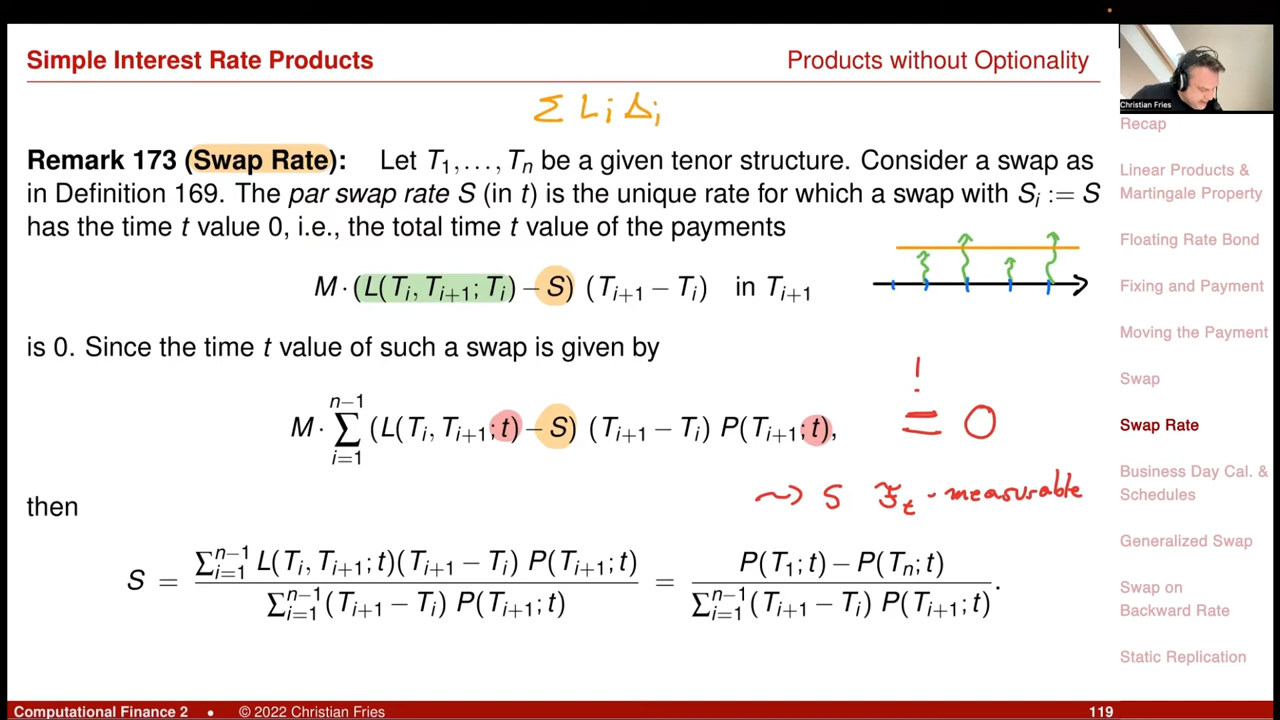 Simple Interest Rate Products
Products without Optionality
Christian Fries
Σ Li Δi
Remark 173 (Swap Rate): Let T₁,…,Tₙ be a given tenor structure. Consider a swap as
in Definition 169. The par swap rate S (in t) is the unique rate for which a swap with Sᵢ := S
has the time t value 0, i.e., the total time t value of the payments
M · (L(Tᵢ, Tᵢ₊₁; Tᵢ) − S) (Tᵢ₊₁ − Tᵢ) in Tᵢ₊₁
is 0. Since the time t value of such a swap is given by
M · ∑ᵢ₌₁ⁿ⁻¹ (L(Tᵢ, Tᵢ₊₁; t) − S) (Tᵢ₊₁ − Tᵢ) P(Tᵢ₊₁; t),
!
= 0
⇝ S ℱt - measurable
then
S = ∑ᵢ₌₁ⁿ⁻¹ L(Tᵢ, Tᵢ₊₁; t)(Tᵢ₊₁ − Tᵢ) P(Tᵢ₊₁; t) / ∑ᵢ₌₁ⁿ⁻¹ (Tᵢ₊₁ − Tᵢ) P(Tᵢ₊₁; t) = P(T₁; t) − P(Tₙ; t) / ∑ᵢ₌₁ⁿ⁻¹ (Tᵢ₊₁ − Tᵢ) P(Tᵢ₊₁; t).
Recap
Linear Products &
Martingale Property
Floating Rate Bond
Fixing and Payment
Moving the Payment
Swap
Swap Rate
Business Day Cal. &
Schedules
Generalized Swap
Swap on
Backward Rate
Static Replication
Computational Finance 2 • © 2022 Christian Fries
119